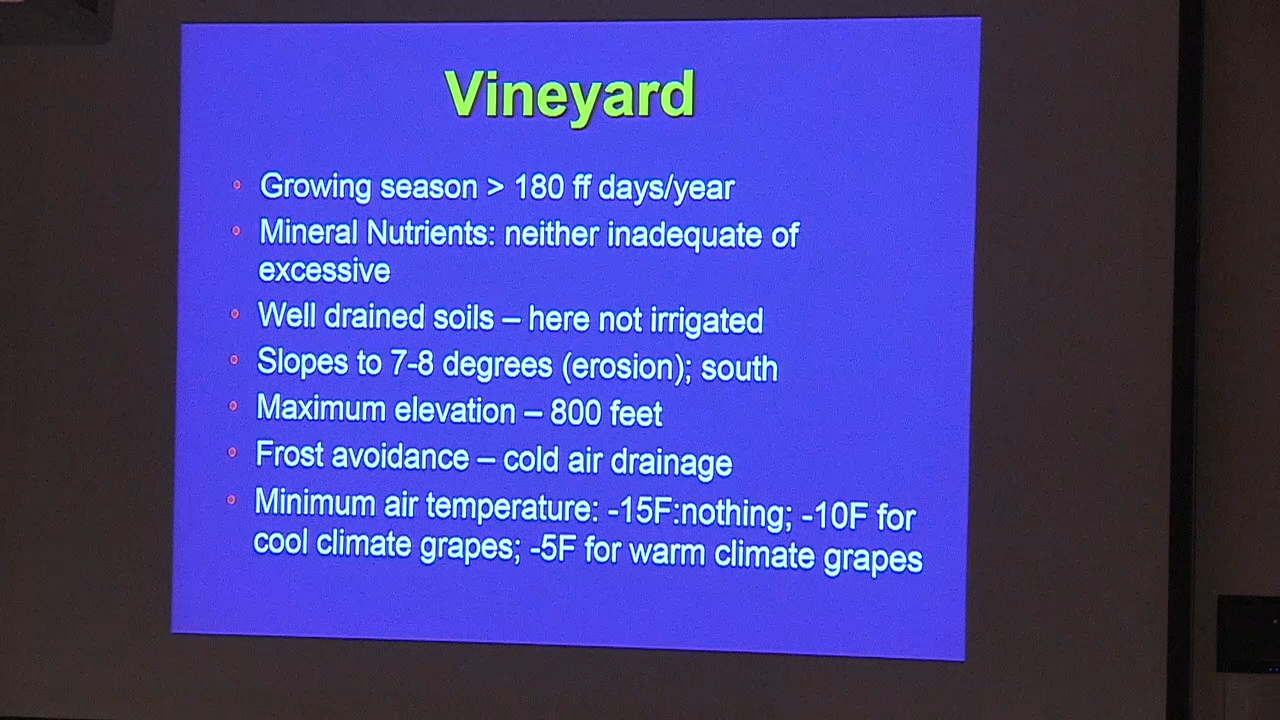 Vineyard
Growing season > 180 ff days/year
Mineral Nutrients: neither inadequate of
excessive
Well drained soils – here not irrigated
Slopes to 7-8 degrees (erosion); south
Maximum elevation – 800 feet
Frost avoidance – cold air drainage
Minimum air temperature: -15F:nothing; -10F for
cool climate grapes; -5F for warm climate grapes